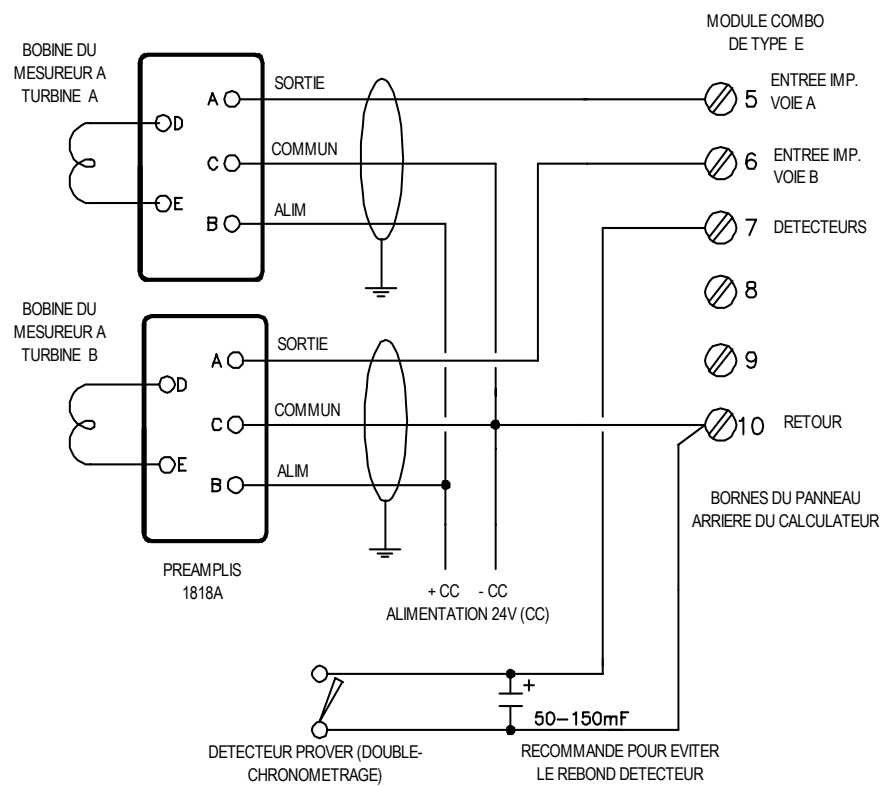 MODULE COMBO
DE TYPE E
BOBINE DU
MESUREUR A
TURBINE A
D
E
A
C
B
SORTIE
COMMUN
ALIM
5
ENTREE IMP.
VOIE A
6
ENTREE IMP.
VOIE B
7
DETECTEURS
8
9
10
RETOUR
BORNES DU PANNEAU
ARRIERE DU CALCULATEUR
BOBINE DU
MESUREUR A
TURBINE B
D
E
A
C
B
SORTIE
COMMUN
ALIM
PREAMPLIS
1818A
+ CC - CC
ALIMENTATION 24V (CC)
+
50-150mF
DETECTEUR PROVER (DOUBLE-
CHRONOMETRAGE)
RECOMMANDE POUR EVITER
LE REBOND DETECTEUR